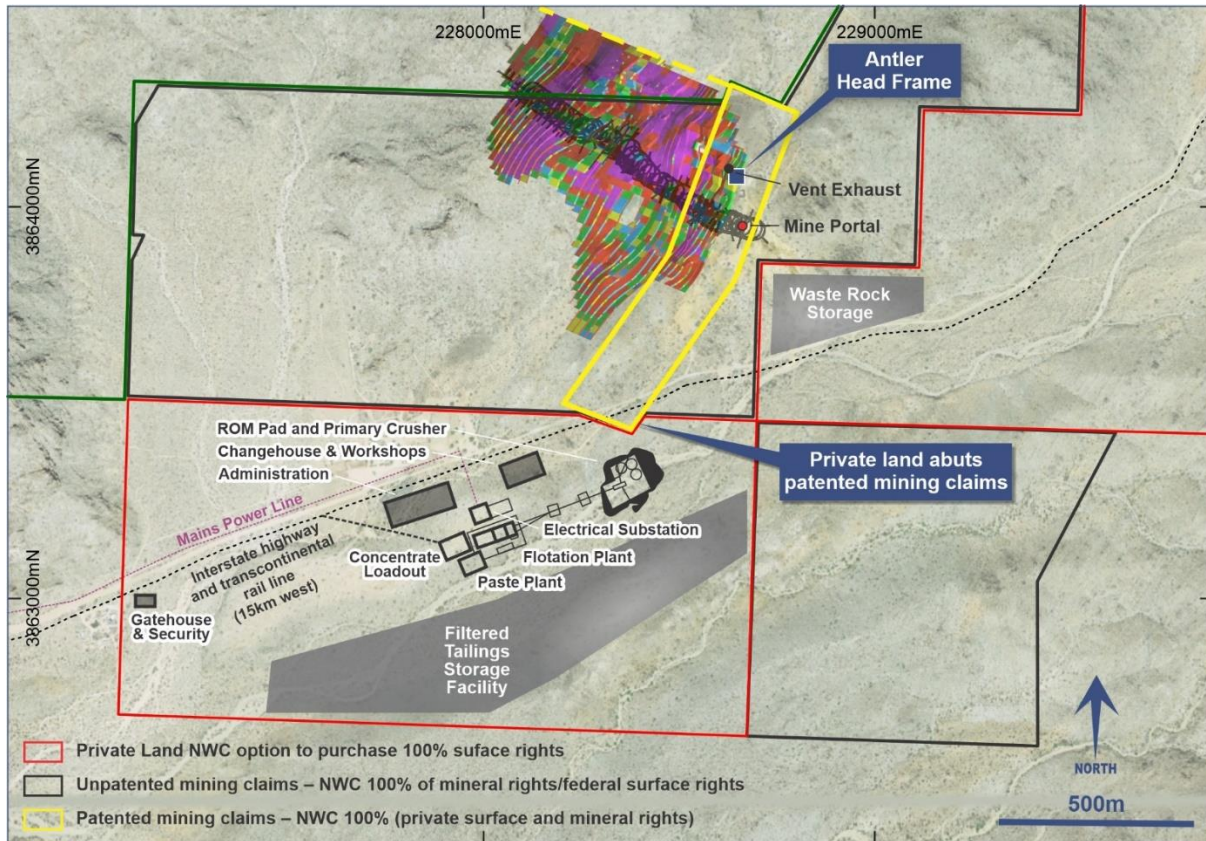 228000mE
229000mE
Antler
Head Frame
3864000mN
Vent Exhaust
Mine Portal
Waste Rock
Storage
ROM Pad and Primary Crusher
Changehouse & Workshops
Administration
Private land abuts
patented mining claims
Mains Power Line
Electrical Substation
Interstate highway
and transcontinental
rail line
(15km west)
Concentrate
Loadout
Flotation Plant
Paste Plant
3863000mN
Gatehouse
& Security
Filtered
Tailings
Storage
Facility
Private Land NWC option to purchase 100% suface rights
Unpatented mining claims – NWC 100% of mineral rights/federal surface rights
Patented mining claims – NWC 100% (private surface and mineral rights)
NORTH
500m